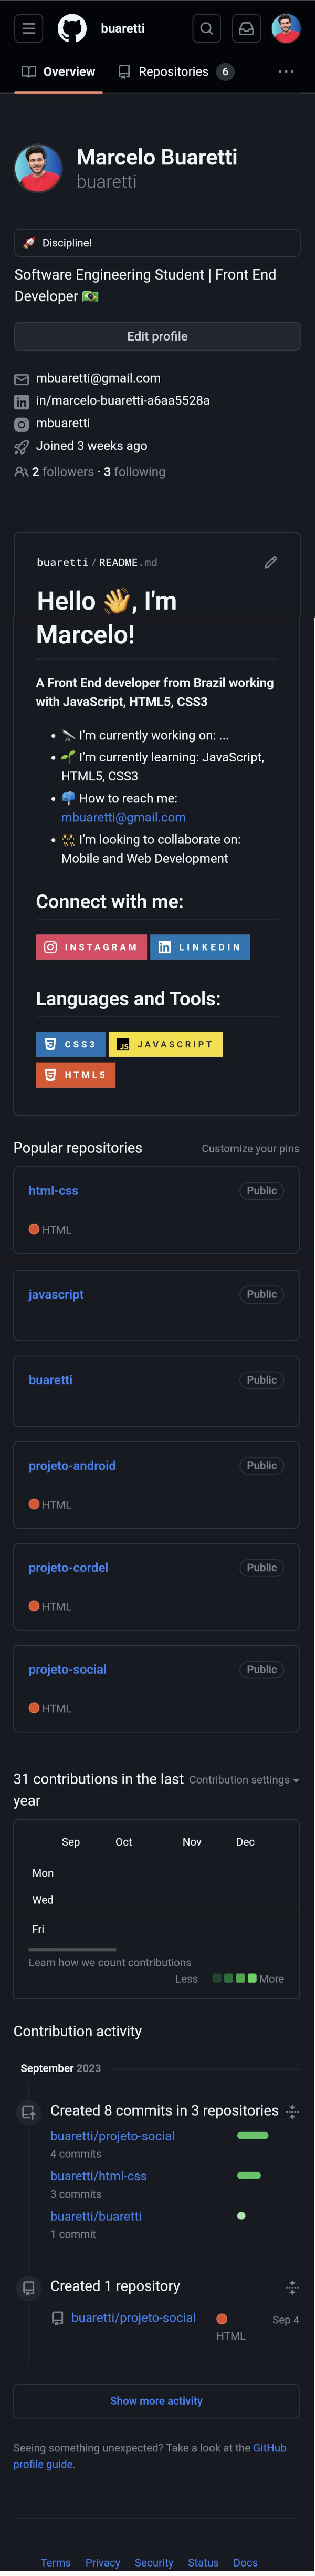 buaretti
Overview
Repositories 6
Marcelo Buaretti
buaretti
🚀 Discipline!
Software Engineering Student | Front End
Developer 🇧🇷
Edit profile
mbuaretti@gmail.com
in/marcelo-buaretti-a6aa5528a
mbuaretti
Joined 3 weeks ago
2 followers · 3 following
buaretti/README.md
Hello 👋, I'm
Marcelo!
A Front End developer from Brazil working
with JavaScript, HTML5, CSS3
• 🔭 I’m currently working on: ...
• 🌱 I’m currently learning: JavaScript,
HTML5, CSS3
• 📫 How to reach me:
mbuaretti@gmail.com
• 👯 I’m looking to collaborate on:
Mobile and Web Development
Connect with me:
INSTAGRAM LINKEDIN
Languages and Tools:
CSS3 JS JAVASCRIPT
HTML5
Popular repositories Customize your pins
html-css Public
HTML
javascript Public
buaretti Public
projeto-android Public
HTML
projeto-cordel Public
HTML
projeto-social Public
HTML
31 contributions in the last Contribution settings
year
Sep Oct Nov Dec
Mon
Wed
Fri
Learn how we count contributions
Less More
Contribution activity
September 2023
Created 8 commits in 3 repositories
buaretti/projeto-social
4 commits
buaretti/html-css
3 commits
buaretti/buaretti
1 commit
Created 1 repository
buaretti/projeto-social Sep 4
HTML
Show more activity
Seeing something unexpected? Take a look at the GitHub
profile guide.
Terms Privacy Security Status Docs